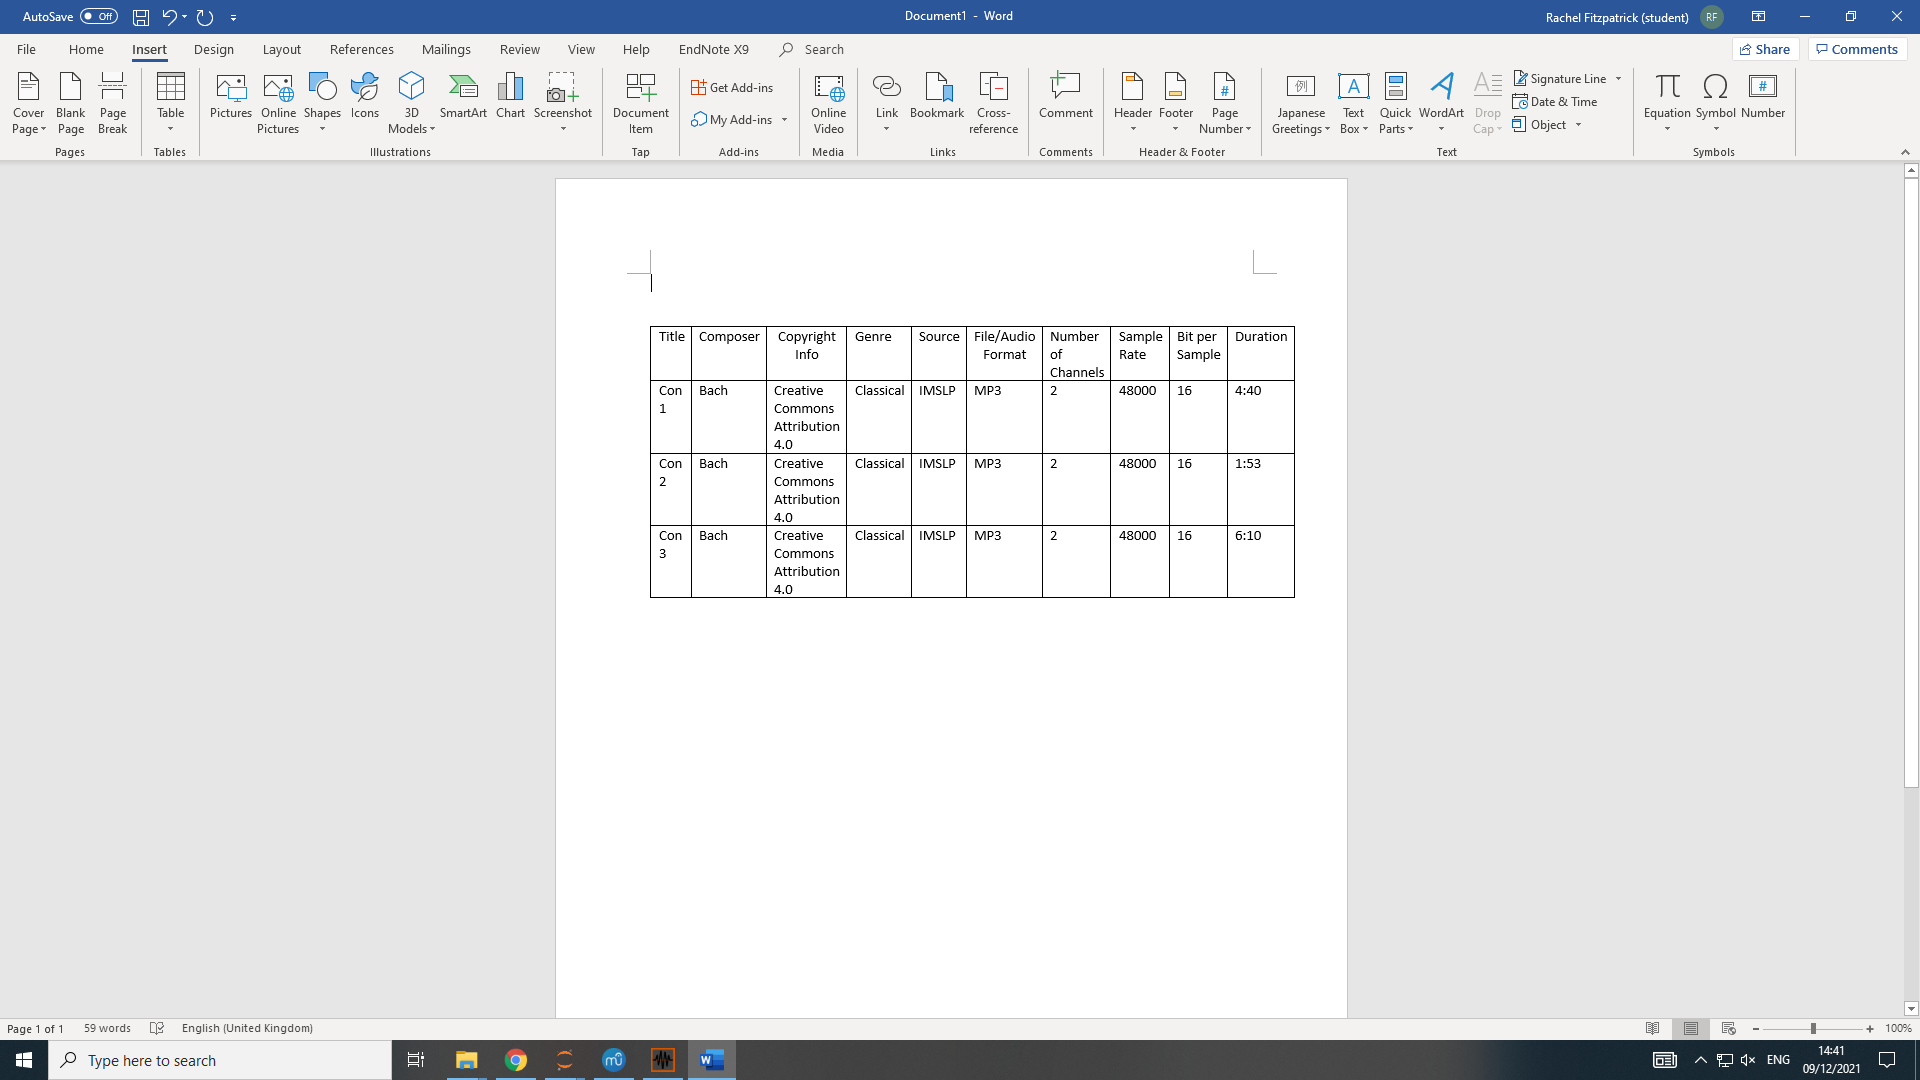 AutoSave Off
Document1 - Word
Rachel Fitzpatrick (student) RF
File Home Insert Design Layout References Mailings Review View Help EndNote X9 Search Share Comments
Cover Page
Blank Page
Page Break
Pages
Table
Tables
Pictures
Online Pictures
Shapes
Icons
3D Models
SmartArt
Chart
Screenshot
Illustrations
Document Item
Tap
Get Add-ins
My Add-ins
Add-ins
Online Video
Media
Link
Bookmark
Cross-reference
Links
Comment
Comments
Header
Footer
Page Number
Header & Footer
例
Japanese Greetings
Text Box
Quick Parts
WordArt
Drop Cap
Signature Line
Date & Time
Object
Text
Equation
Symbol
Number
Symbols
Title Composer Copyright Info Genre Source File/Audio Format Number of Channels Sample Rate Bit per Sample Duration
Con 1 Bach Creative Commons Attribution 4.0 Classical IMSLP MP3 2 48000 16 4:40
Con 2 Bach Creative Commons Attribution 4.0 Classical IMSLP MP3 2 48000 16 1:53
Con 3 Bach Creative Commons Attribution 4.0 Classical IMSLP MP3 2 48000 16 6:10
Page 1 of 1 59 words English (United Kingdom) 100%
Type here to search
ENG
14:41
09/12/2021